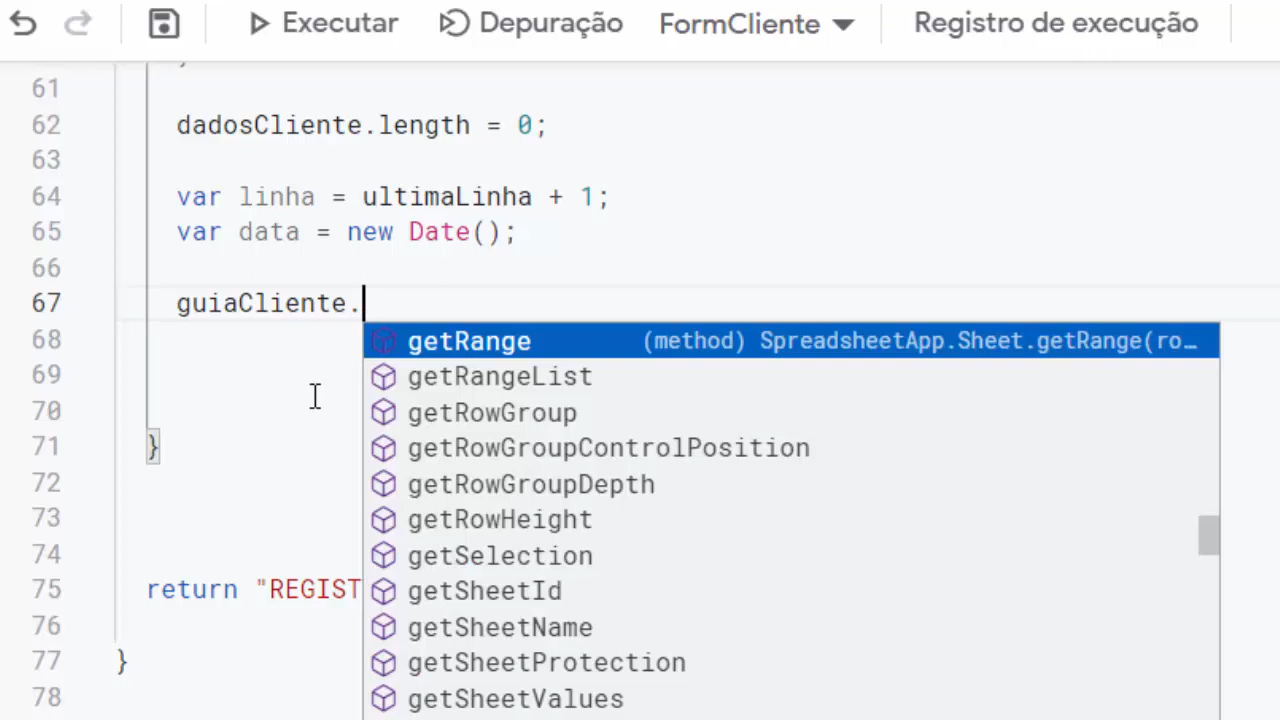 Executar Depuração FormCliente Registro de execução
61
62 dadosCliente.length = 0;
63
64 var linha = ultimaLinha + 1;
65 var data = new Date();
66
67 guiaCliente.
68 getRange (method) SpreadsheetApp.Sheet.getRange(ro…
69 getRangeList
70 getRowGroup
71 } getRowGroupControlPosition
72 getRowGroupDepth
73 getRowHeight
74 getSelection
75 return "REGIST getSheetId
76 getSheetName
77 } getSheetProtection
78 getSheetValues